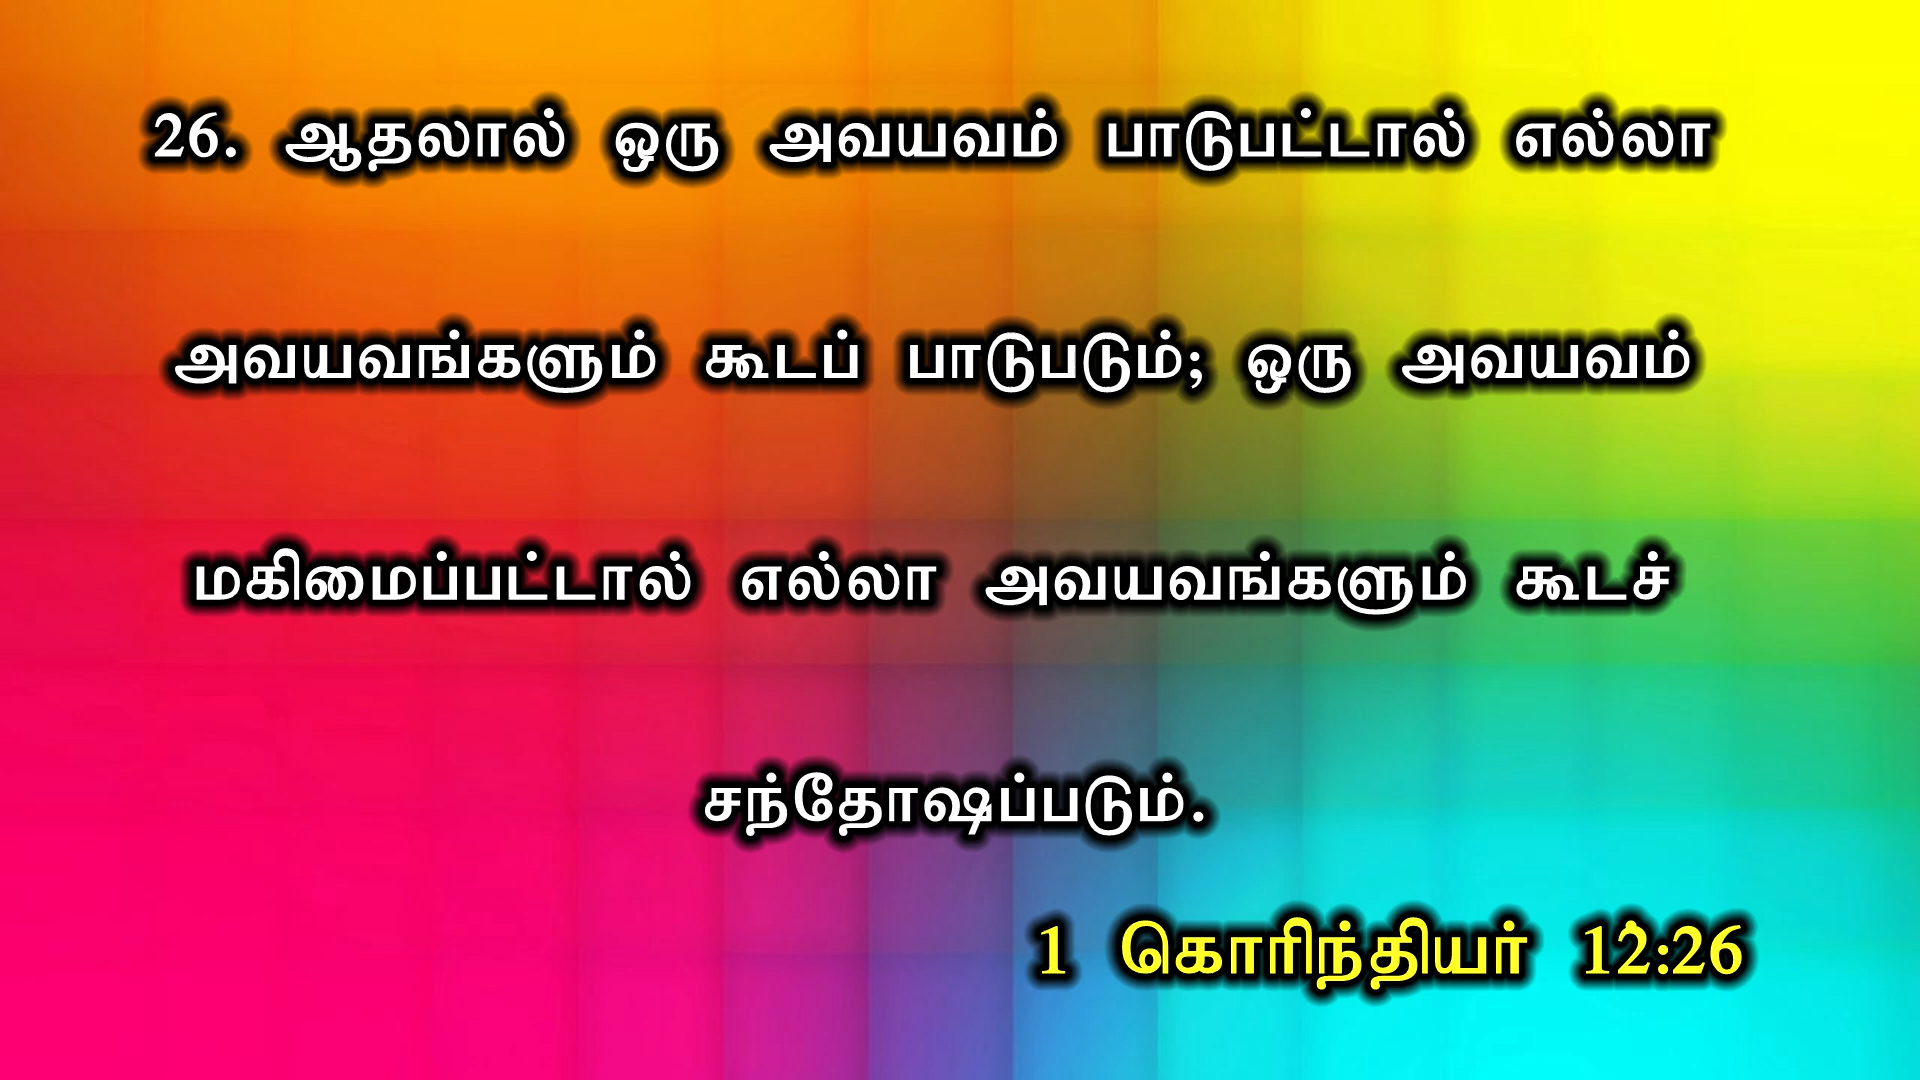 26. ஆதலால் ஒரு அவயவம் பாடுபட்டால் எல்லா
அவயவங்களும் கூடப் பாடுபடும்; ஒரு அவயவம்
மகிமைப்பட்டால் எல்லா அவயவங்களும் கூடச்
சந்தோஷப்படும்.
1 கொரிந்தியர் 12:26